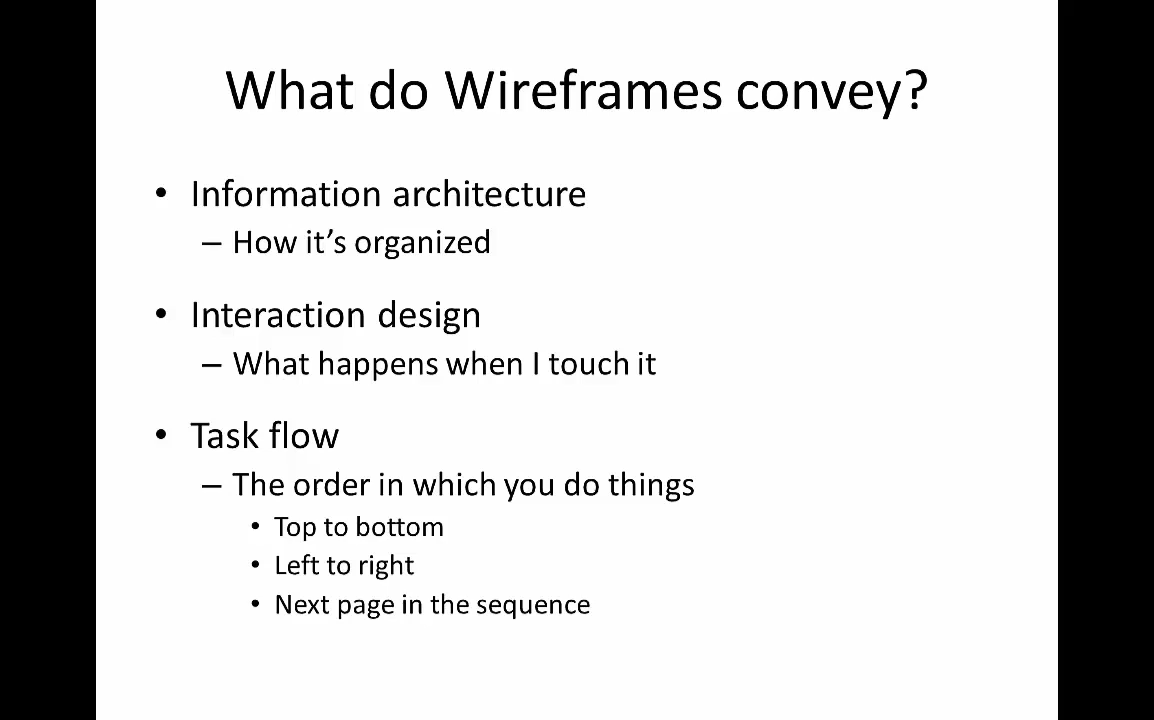 What do Wireframes convey?
• Information architecture
– How it’s organized
• Interaction design
– What happens when I touch it
• Task flow
– The order in which you do things
• Top to bottom
• Left to right
• Next page in the sequence